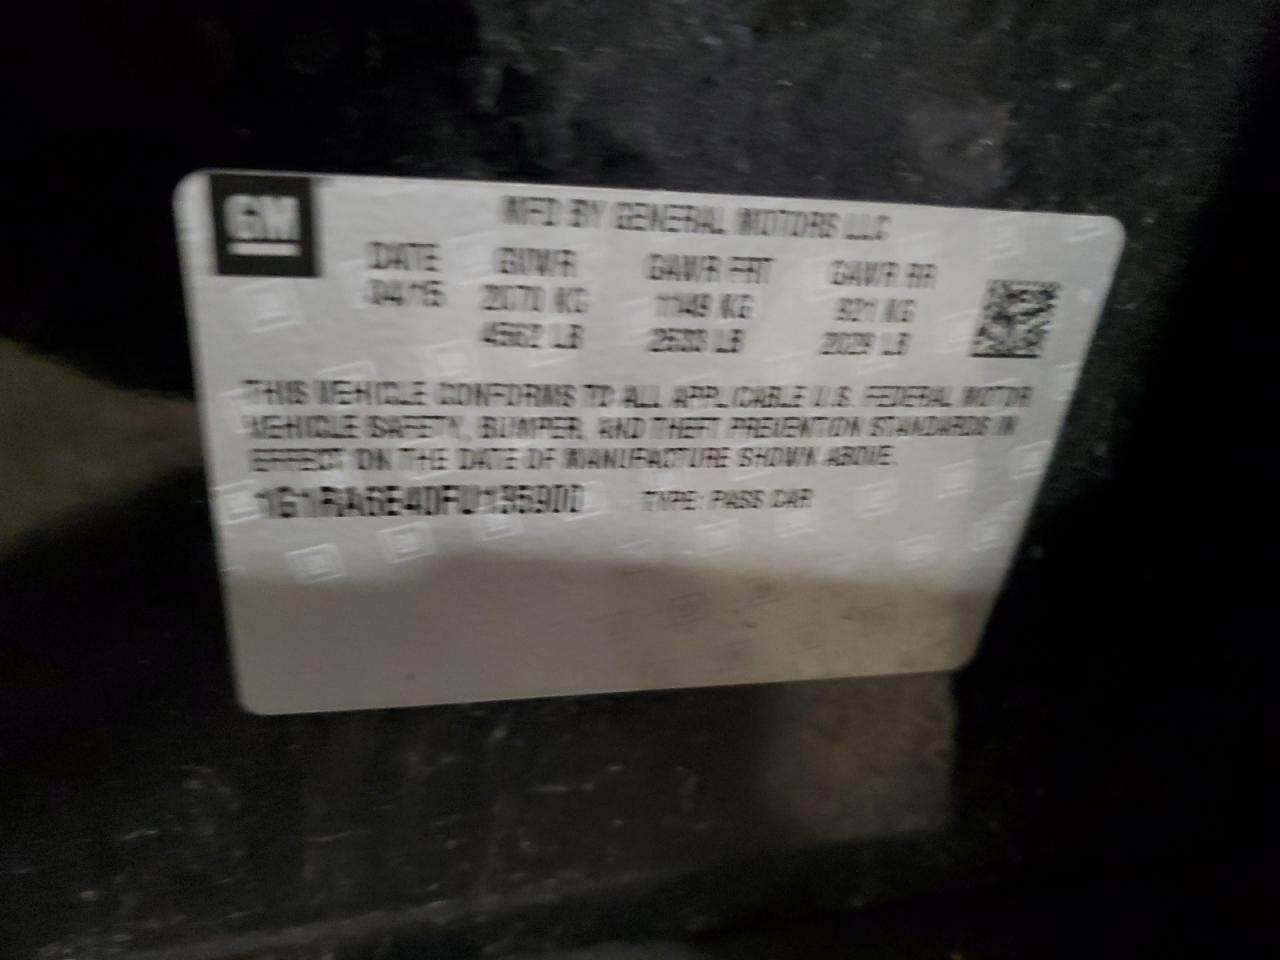 GM
MFD BY GENERAL MOTORS LLC
DATE GVWR GAWR FRT GAWR RR
04/15 2070 KG 1149 KG 921 KG
4562 LB 2533 LB 2029 LB
THIS VEHICLE CONFORMS TO ALL APPLICABLE U.S. FEDERAL MOTOR
VEHICLE SAFETY, BUMPER, AND THEFT PREVENTION STANDARDS IN
EFFECT ON THE DATE OF MANUFACTURE SHOWN ABOVE.
TYPE: PASS CAR